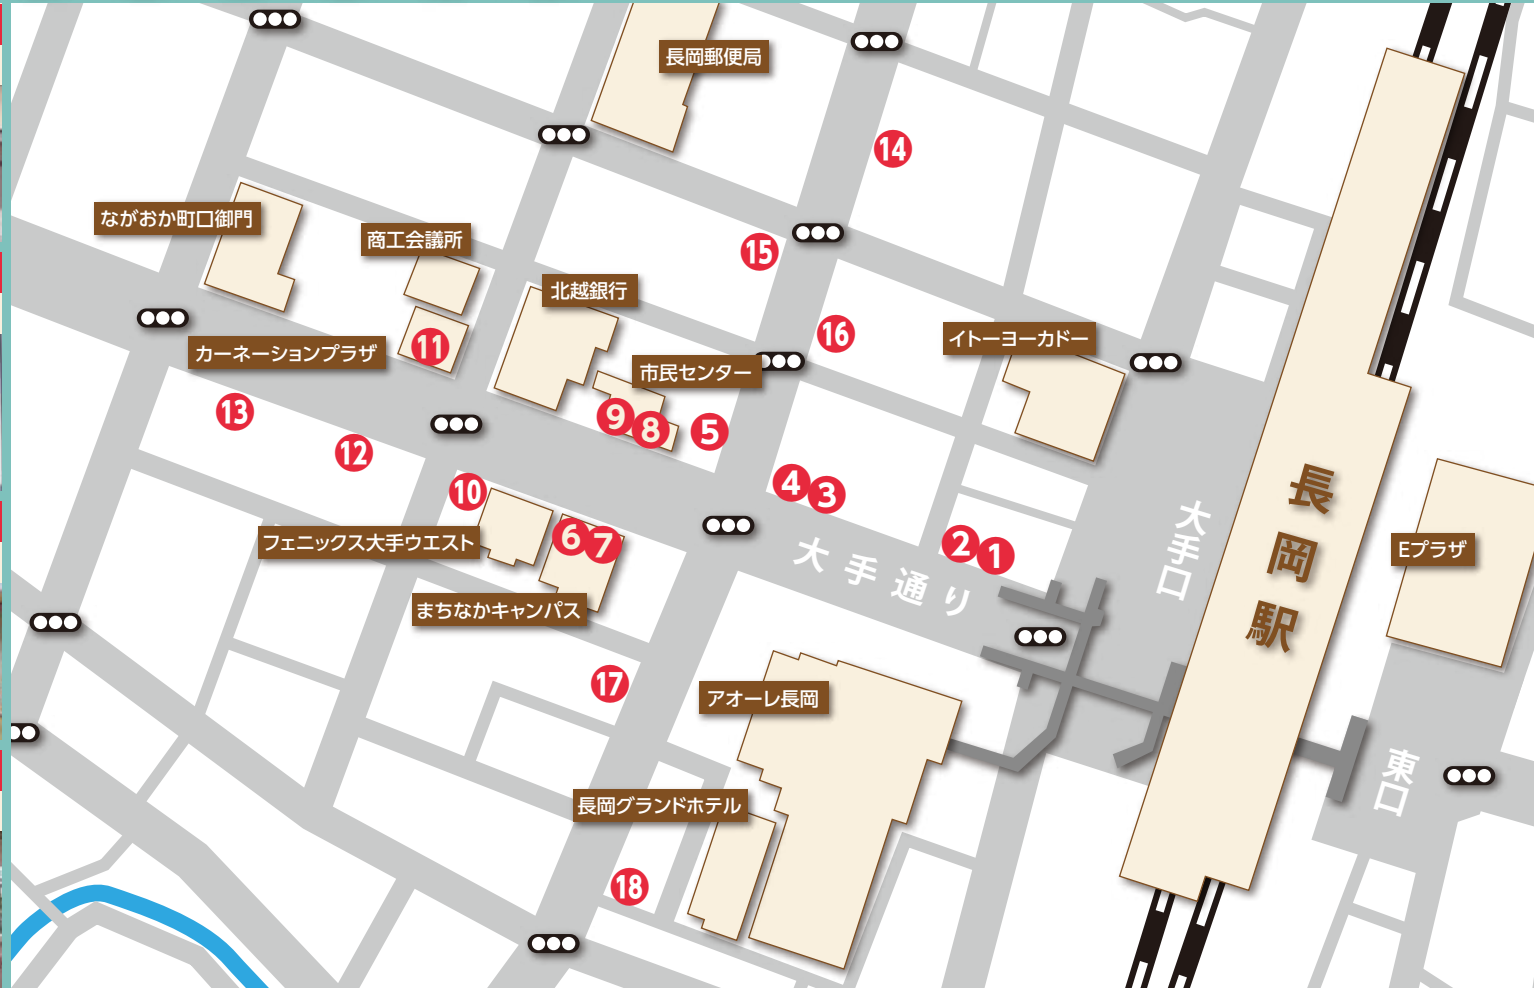 長岡郵便局
14
ながおか町口御門
商工会議所
15
北越銀行
16
イトーヨーカドー
カーネーションプラザ
11
市民センター
13
9
8
5
12
10
4
3
長岡駅
大手口
フェニックス大手ウエスト
6
7
大手通り
2
1
Eプラザ
まちなかキャンパス
17
アオーレ長岡
東口
長岡グランドホテル
18